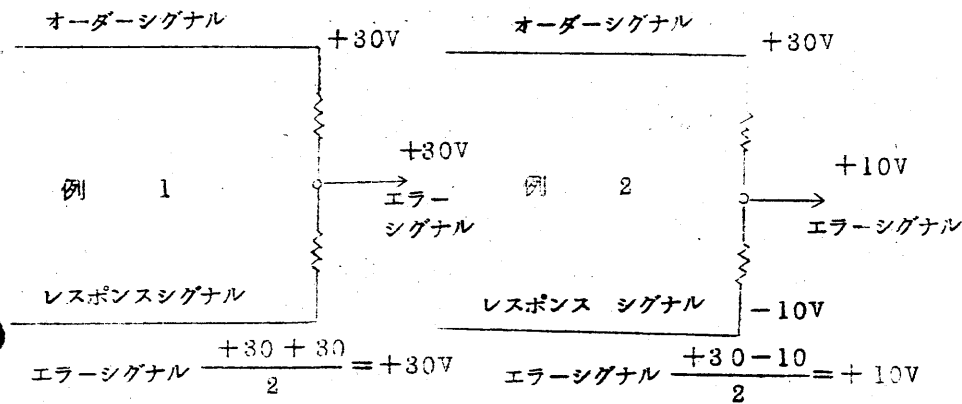 オーダーシグナル
+30V
+30V
エラー
シグナル
例 1
レスポンスシグナル
エラーシグナル +30+30/2=+30V
オーダーシグナル
+30V
+10V
エラーシグナル
例 2
レスポンス シグナル
-10V
エラーシグナル +30-10/2=+10V